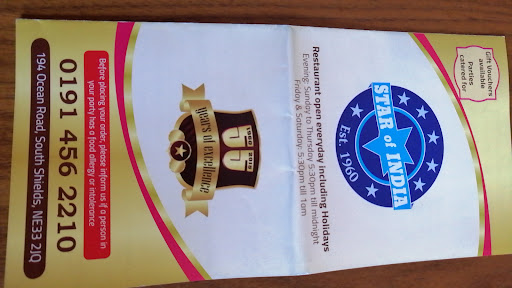 Gift Vouchers
available
Parties
catered for
STAR of INDIA
Est. 1960
Restaurant open everyday including Holidays
Evening: Sunday to Thursday 5:30pm till midnight
Friday & Saturday: 5.30pm till 1am
years of excellence
Before placing your order, please inform us if a person in
your party has a food allergy or intolerance
0191 456 2210
194 Ocean Road, South Shields, NE33 2JQ